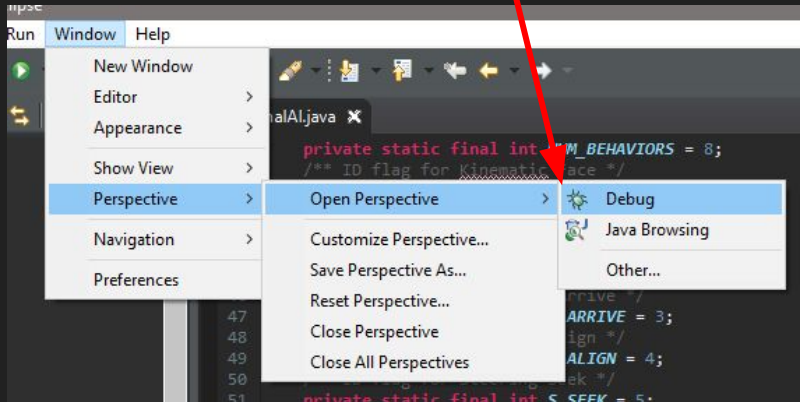 Run Window Help
New Window
Editor
Appearance
Show View
Perspective
Navigation
Preferences
Open Perspective
Customize Perspective...
Save Perspective As...
Reset Perspective...
Close Perspective
Close All Perspectives
Debug
Java Browsing
Other...
nalAI.java
private static final int NUM_BEHAVIORS = 8;
/** ID flag for Kinematic Face */
rrive */
47 ARRIVE = 3;
48 ign */
49 ALIGN = 4;
50 eek */
51 private static final int S_SEEK = 5;